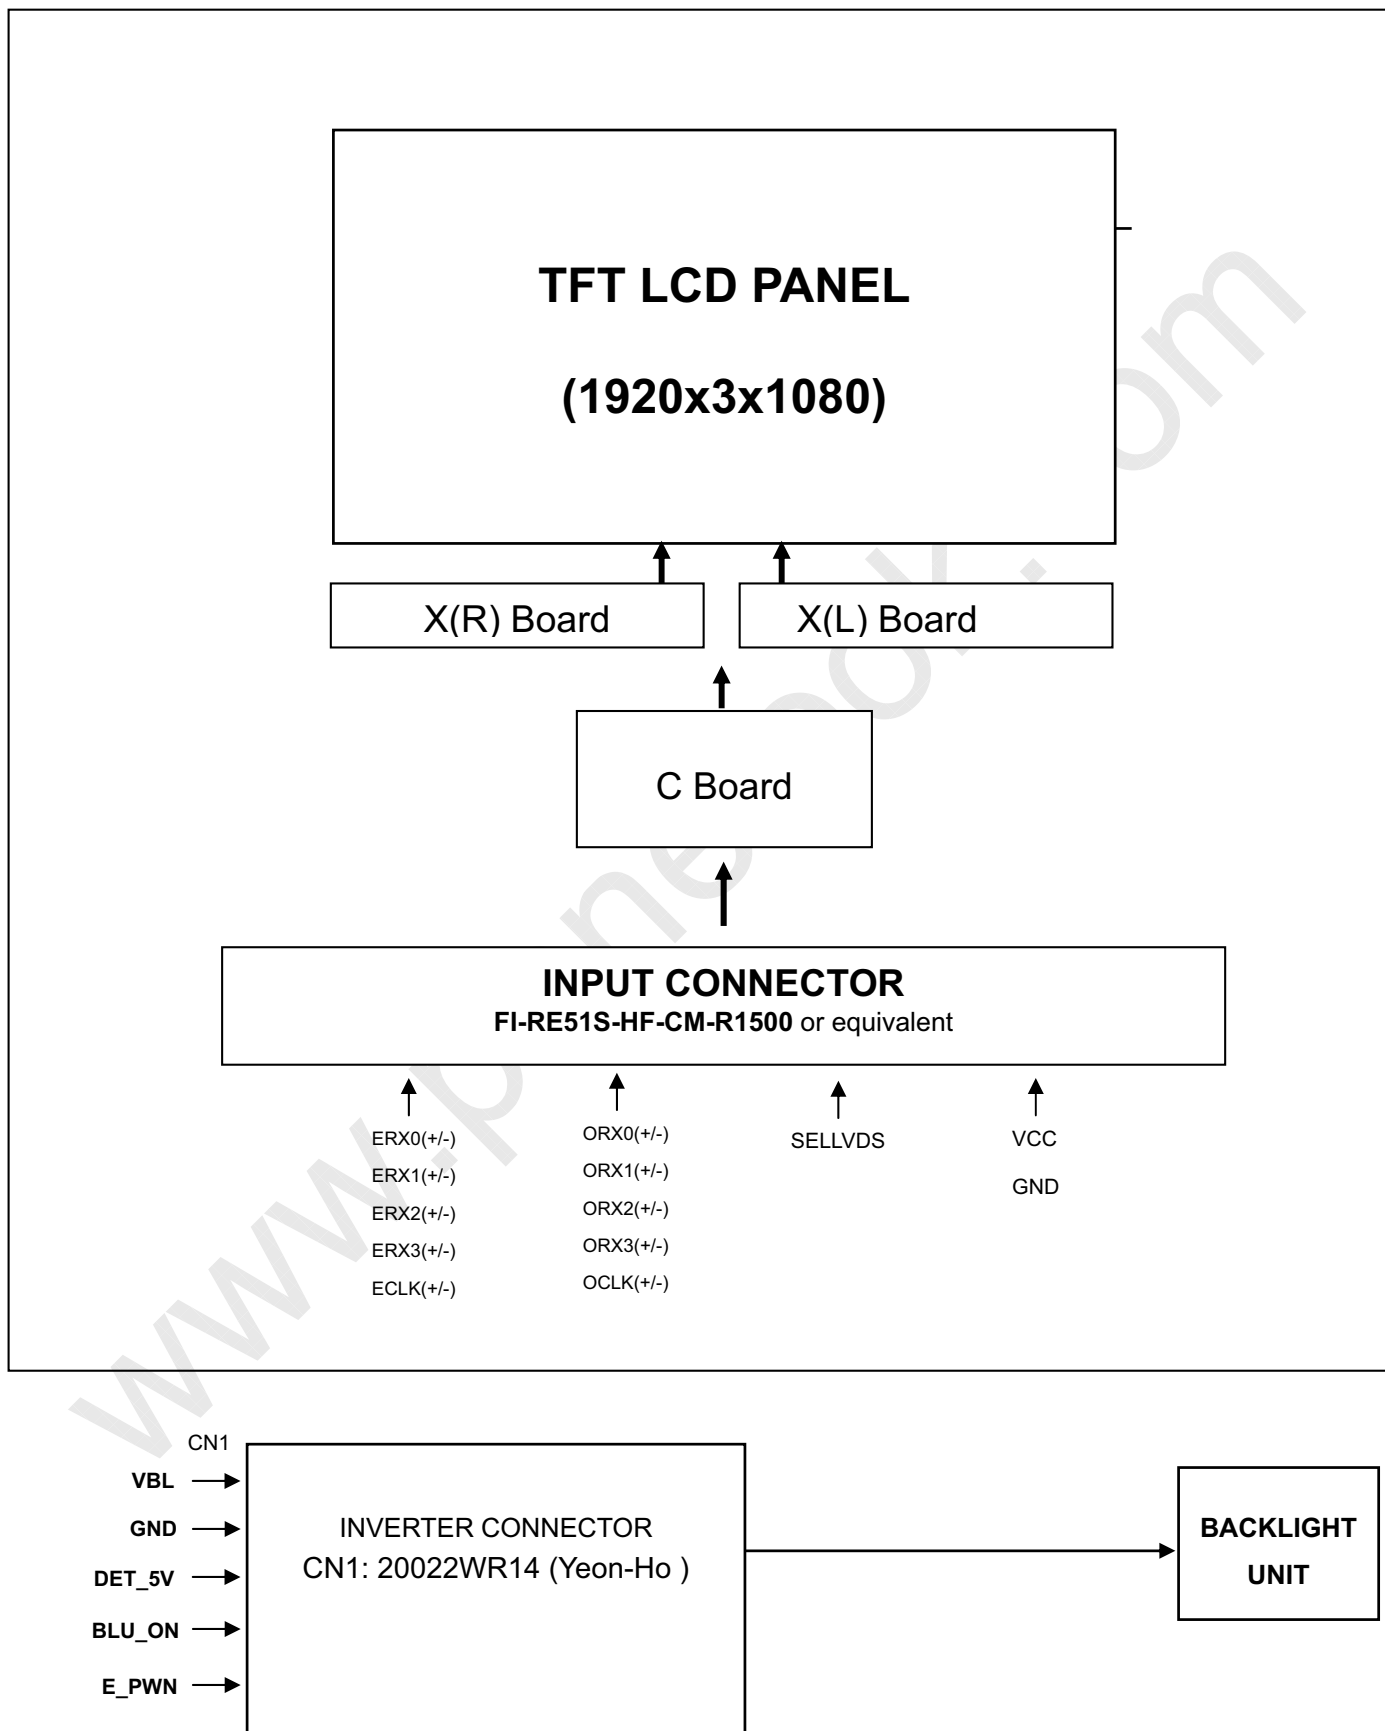 TFT LCD PANEL
(1920x3x1080)
X(R) Board
X(L) Board
C Board
INPUT CONNECTOR
FI-RE51S-HF-CM-R1500 or equivalent
ERX0(+/-)
ERX1(+/-)
ERX2(+/-)
ERX3(+/-)
ECLK(+/-)
ORX0(+/-)
ORX1(+/-)
ORX2(+/-)
ORX3(+/-)
OCLK(+/-)
SELLVDS
VCC
GND
CN1
VBL
GND
DET_5V
BLU_ON
E_PWN
INVERTER CONNECTOR
CN1: 20022WR14 (Yeon-Ho )
BACKLIGHT
UNIT